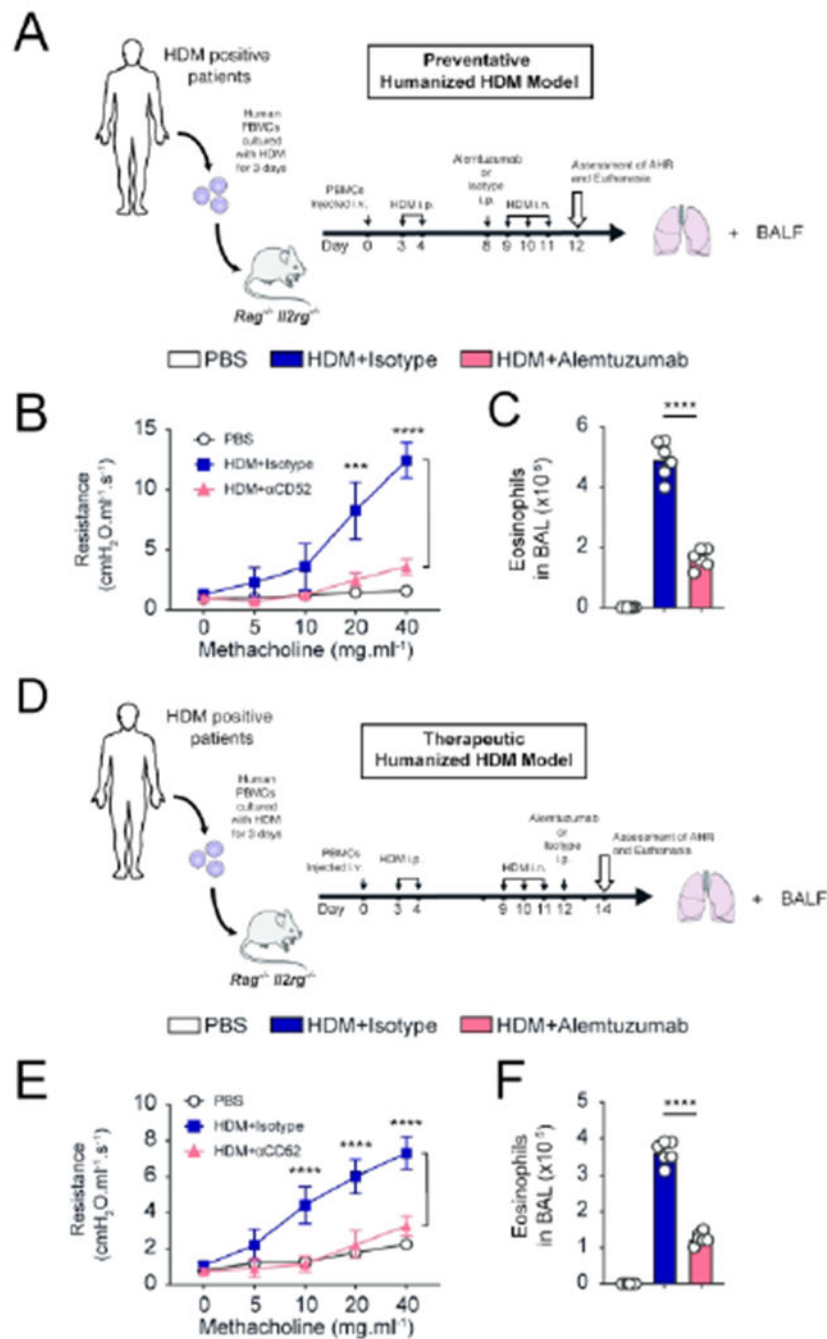 A
HDM positive
patients
Human
PBMCs
cultured
with HDM
for 3 days
Rag-/- Il2rg-/-
Preventative
Humanized HDM Model
PBMCs
Injected i.v.
HDM i.p.
Alemtuzumab
or
Isotype
i.p.
HDM i.n.
Assessment of AHR
and Euthanasia
Day 0 3 4 8 9 10 11 12
+ BALF
PBS HDM+Isotype HDM+Alemtuzumab
B
Resistance
(cmH2O.ml-1.s-1)
15
10
5
0
PBS
HDM+Isotype
HDM+αCD52
***
****
0 5 10 20 40
Methacholine (mg.ml-1)
C
Eosinophils
in BAL (x10^5)
6
4
2
0
****
D
HDM positive
patients
Human
PBMCs
cultured
with HDM
for 3 days
Rag-/- Il2rg-/-
Therapeutic
Humanized HDM Model
PBMCs
Injected i.v.
HDM i.p.
HDM i.n.
Alemtuzumab
or
Isotype
i.p.
Assessment of AHR
and Euthanasia
Day 0 3 4 9 10 11 12 14
+ BALF
PBS HDM+Isotype HDM+Alemtuzumab
E
Resistance
(cmH2O.ml-1.s-1)
8
6
4
2
0
PBS
HDM+Isotype
HDM+αCD52
****
****
****
0 5 10 20 40
Methacholine (mg.ml-1)
F
Eosinophils
in BAL (x10^5)
5
4
3
2
1
0
****